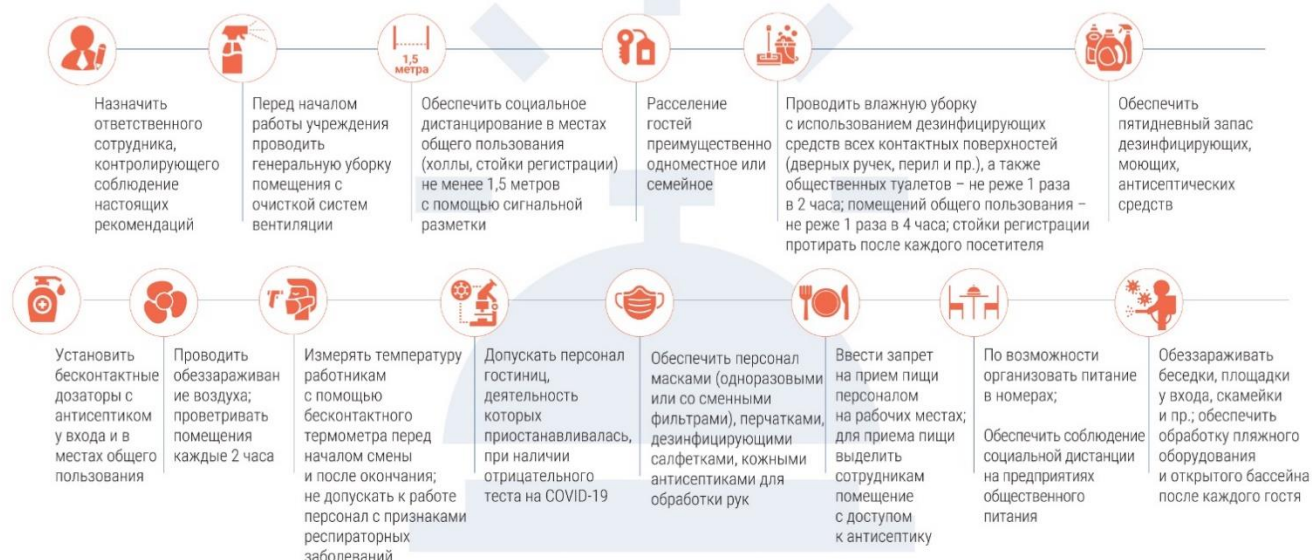 1,5
метра
Назначить
ответственного
сотрудника,
контролирующего
соблюдение
настоящих
рекомендаций
Перед началом
работы учреждения
проводить
генеральную уборку
помещения с
очисткой систем
вентиляции
Обеспечить социальное
дистанцирование в местах
общего пользования
(холлы, стойки регистрации)
не менее 1,5 метров
с помощью сигнальной
разметки
Расселение
гостей
преимущественно
одноместное или
семейное
Проводить влажную уборку
с использованием дезинфицирующих
средств всех контактных поверхностей
(дверных ручек, перил и пр.), а также
общественных туалетов – не реже 1 раза
в 2 часа; помещений общего пользования –
не реже 1 раза в 4 часа; стойки регистрации
протирать после каждого посетителя
Обеспечить
пятидневный запас
дезинфицирующих,
моющих,
антисептических
средств
Установить
бесконтактные
дозаторы с
антисептиком
у входа и в
местах общего
пользования
Проводить
обеззараживан
ие воздуха;
проветривать
помещения
каждые 2 часа
Измерять температуру
работникам
с помощью
бесконтактного
термометра перед
началом смены
и после окончания;
не допускать к работе
персонал с признаками
респираторных
заболеваний
Допускать персонал
гостиниц,
деятельность
которых
приостанавливалась,
при наличии
отрицательного
теста на COVID-19
Обеспечить персонал
масками (одноразовыми
или со сменными
фильтрами), перчатками,
дезинфицирующими
салфетками, кожными
антисептиками для
обработки рук
Ввести запрет
на прием пищи
персоналом
на рабочих местах;
для приема пищи
выделить
сотрудникам
помещение
с доступом
к антисептику
По возможности
организовать питание
в номерах;
Обеспечить соблюдение
социальной дистанции
на предприятиях
общественного
питания
Обеззараживать
беседки, площадки
у входа, скамейки
и пр.; обеспечить
обработку пляжного
оборудования
и открытого бассейна
после каждого гостя